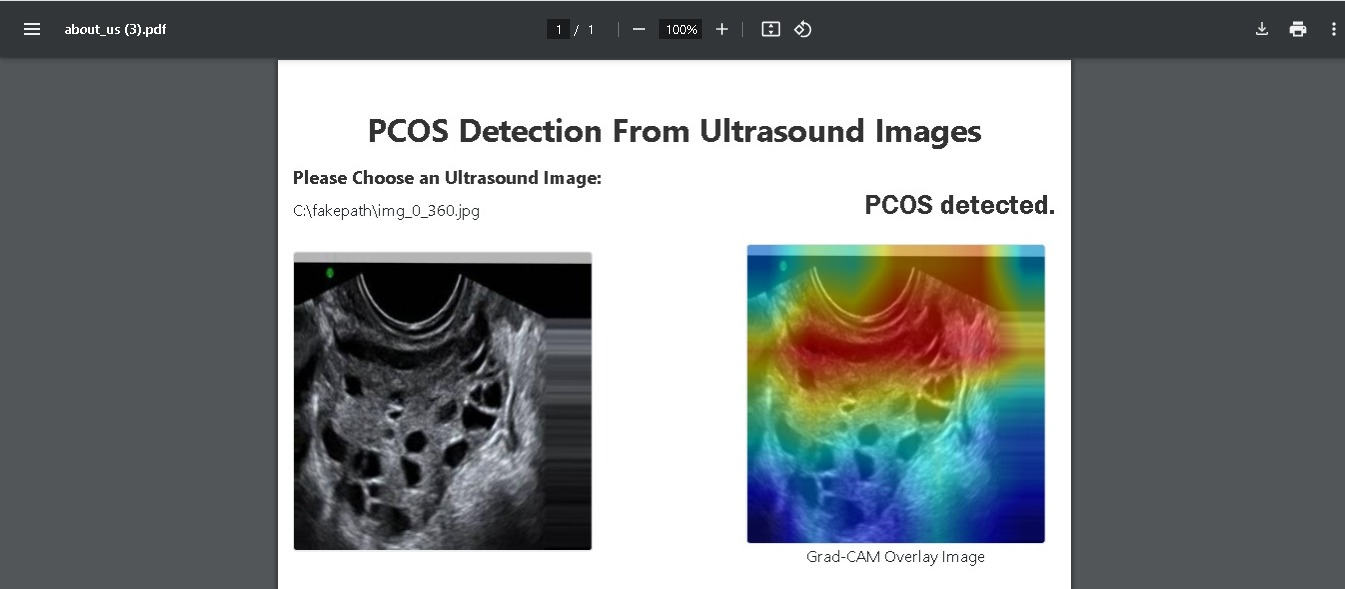 about_us (3).pdf
1 / 1
100%
PCOS Detection From Ultrasound Images
Please Choose an Ultrasound Image:
C:\fakepath\img_0_360.jpg
PCOS detected.
Grad-CAM Overlay Image